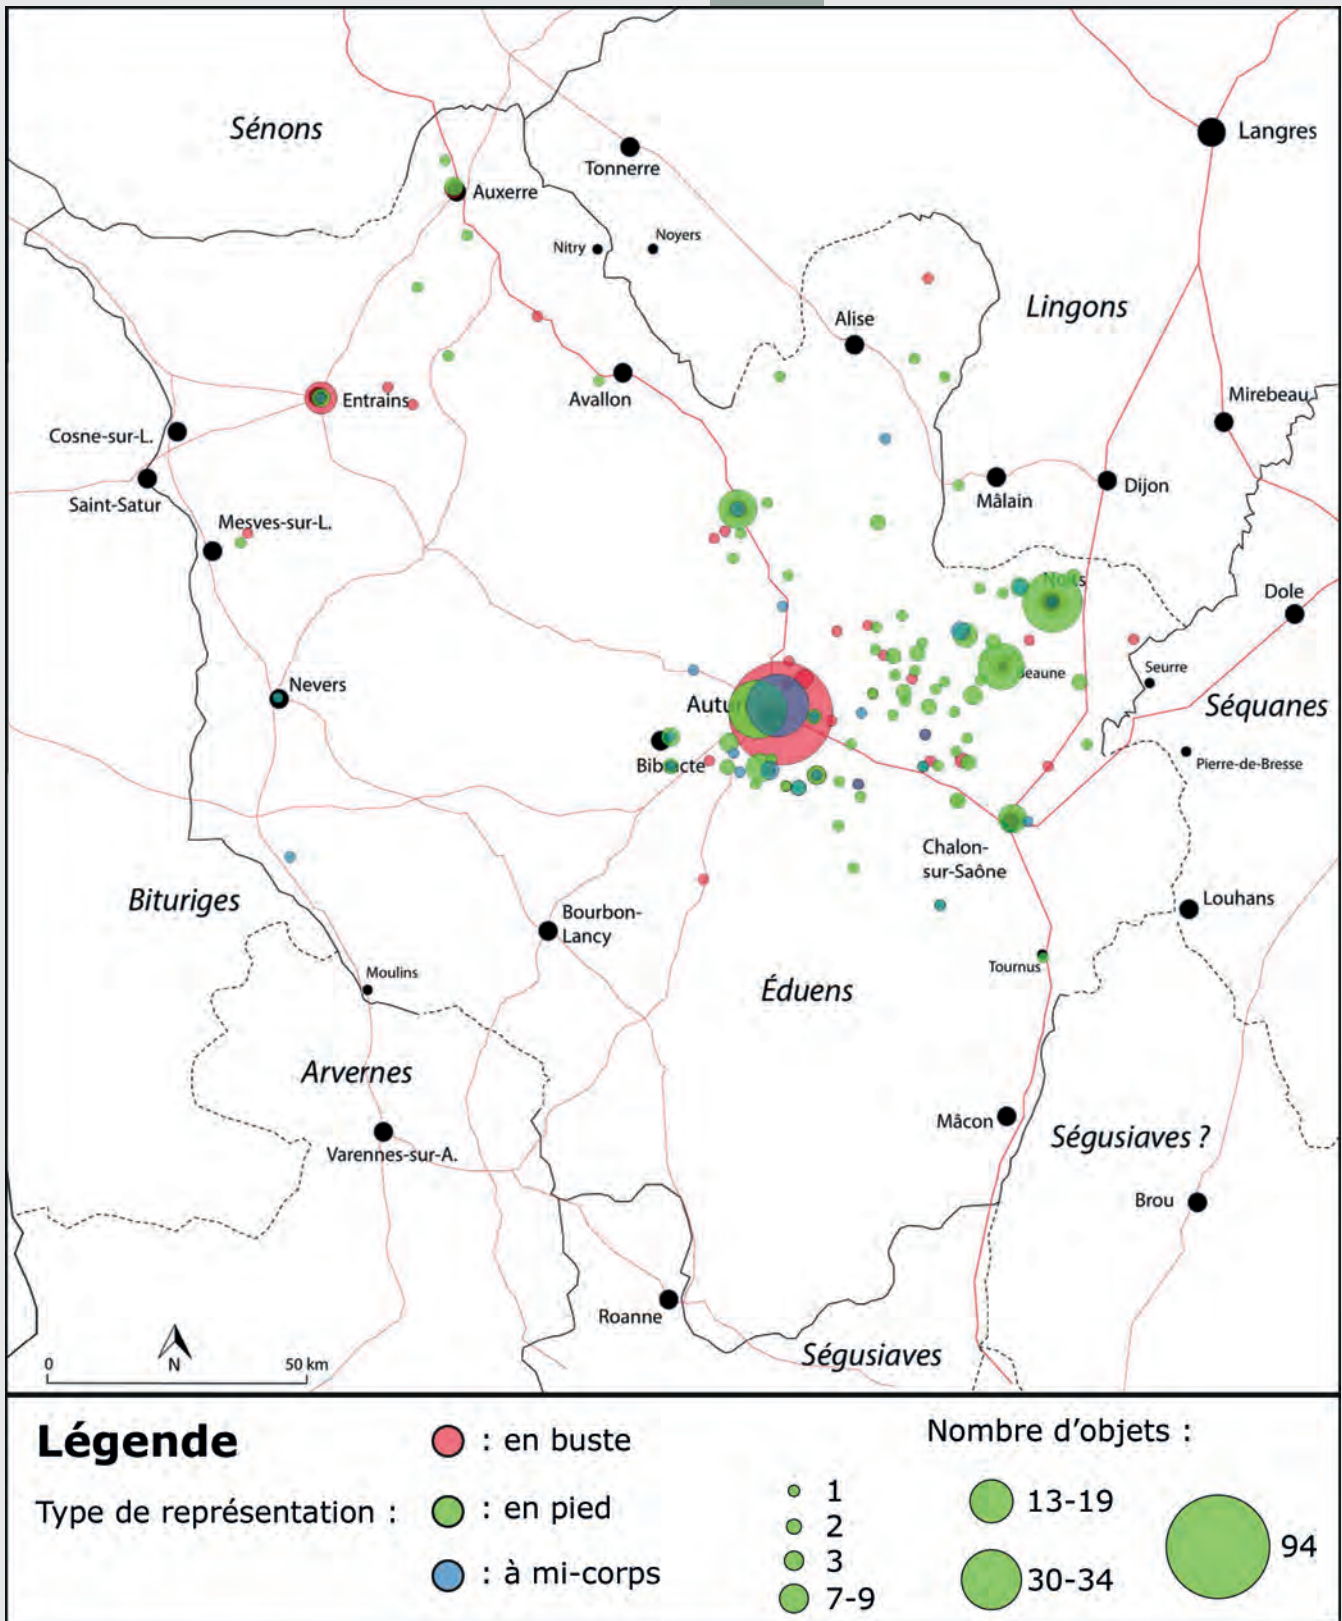 Sénons
Langres
Tonnerre
Auxerre
Nitry
Noyers
Lingons
Alise
Avallon
Mirebeau
Entrains
Cosne-sur-L.
Saint-Satur
Mâlain
Dijon
Mesves-sur-L.
Nuits
Dole
Beaune
Seurre
Nevers
Autun
Séquanes
Bibracte
Pierre-de-Bresse
Chalon-
sur-Saône
Bituriges
Louhans
Bourbon-
Lancy
Moulins
Tournus
Éduens
Arvernes
Mâcon
Ségusiaves ?
Varennes-sur-A.
Brou
Roanne
Ségusiaves
0
N
50 km
Légende
Type de représentation :
: en buste
: en pied
: à mi-corps
Nombre d'objets :
1
2
3
7-9
13-19
30-34
94